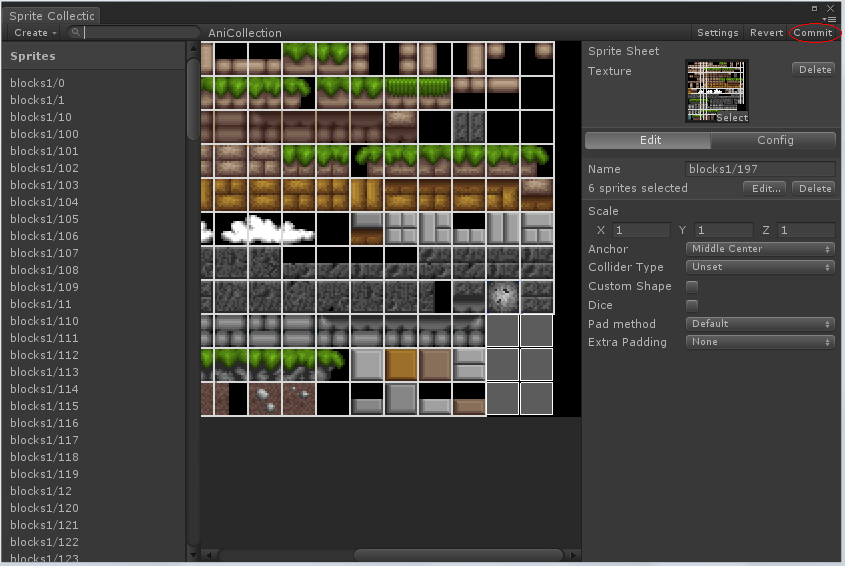 Sprite Collectic
Create
AniCollection
Settings
Revert
Commit
Sprites
blocks1/0
blocks1/1
blocks1/10
blocks1/100
blocks1/101
blocks1/102
blocks1/103
blocks1/104
blocks1/105
blocks1/106
blocks1/107
blocks1/108
blocks1/109
blocks1/11
blocks1/110
blocks1/111
blocks1/112
blocks1/113
blocks1/114
blocks1/115
blocks1/116
blocks1/117
blocks1/118
blocks1/119
blocks1/12
blocks1/120
blocks1/121
blocks1/122
blocks1/123
Sprite Sheet
Texture
Select
Delete
Edit
Config
Name
blocks1/197
6 sprites selected
Edit...
Delete
Scale
X 1 Y 1 Z 1
Anchor
Middle Center
Collider Type
Unset
Custom Shape
Dice
Pad method
Default
Extra Padding
None